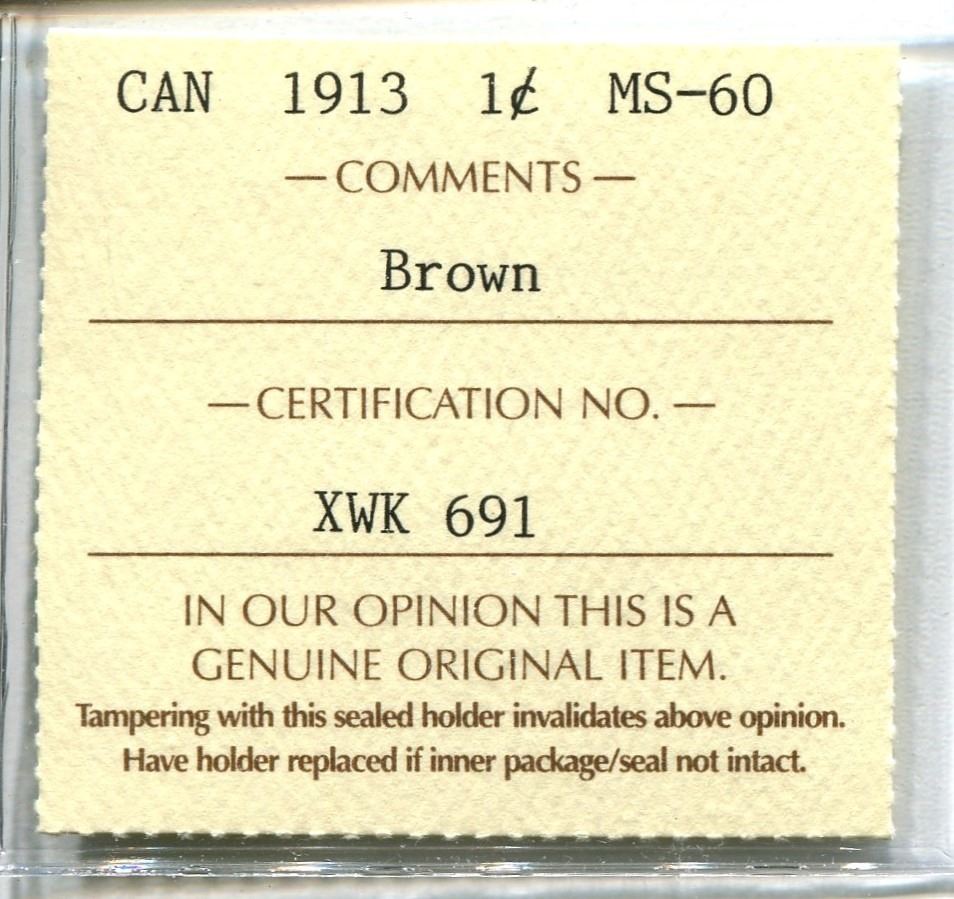 CAN 1913 1¢ MS-60
— COMMENTS —
Brown
— CERTIFICATION NO. —
XWK 691
IN OUR OPINION THIS IS A
GENUINE ORIGINAL ITEM.
Tampering with this sealed holder invalidates above opinion.
Have holder replaced if inner package/seal not intact.